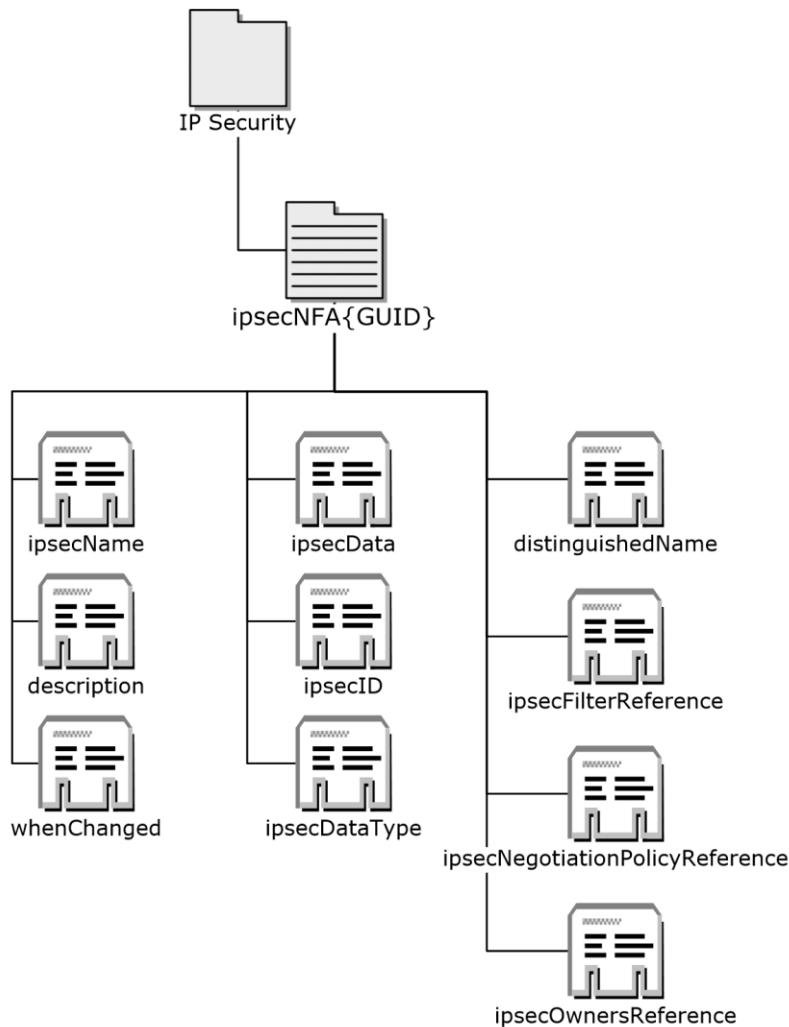 IP Security
ipsecNFA{GUID}
ipsecName
ipsecData
distinguishedName
description
ipsecID
ipsecFilterReference
whenChanged
ipsecDataType
ipsecNegotiationPolicyReference
ipsecOwnersReference